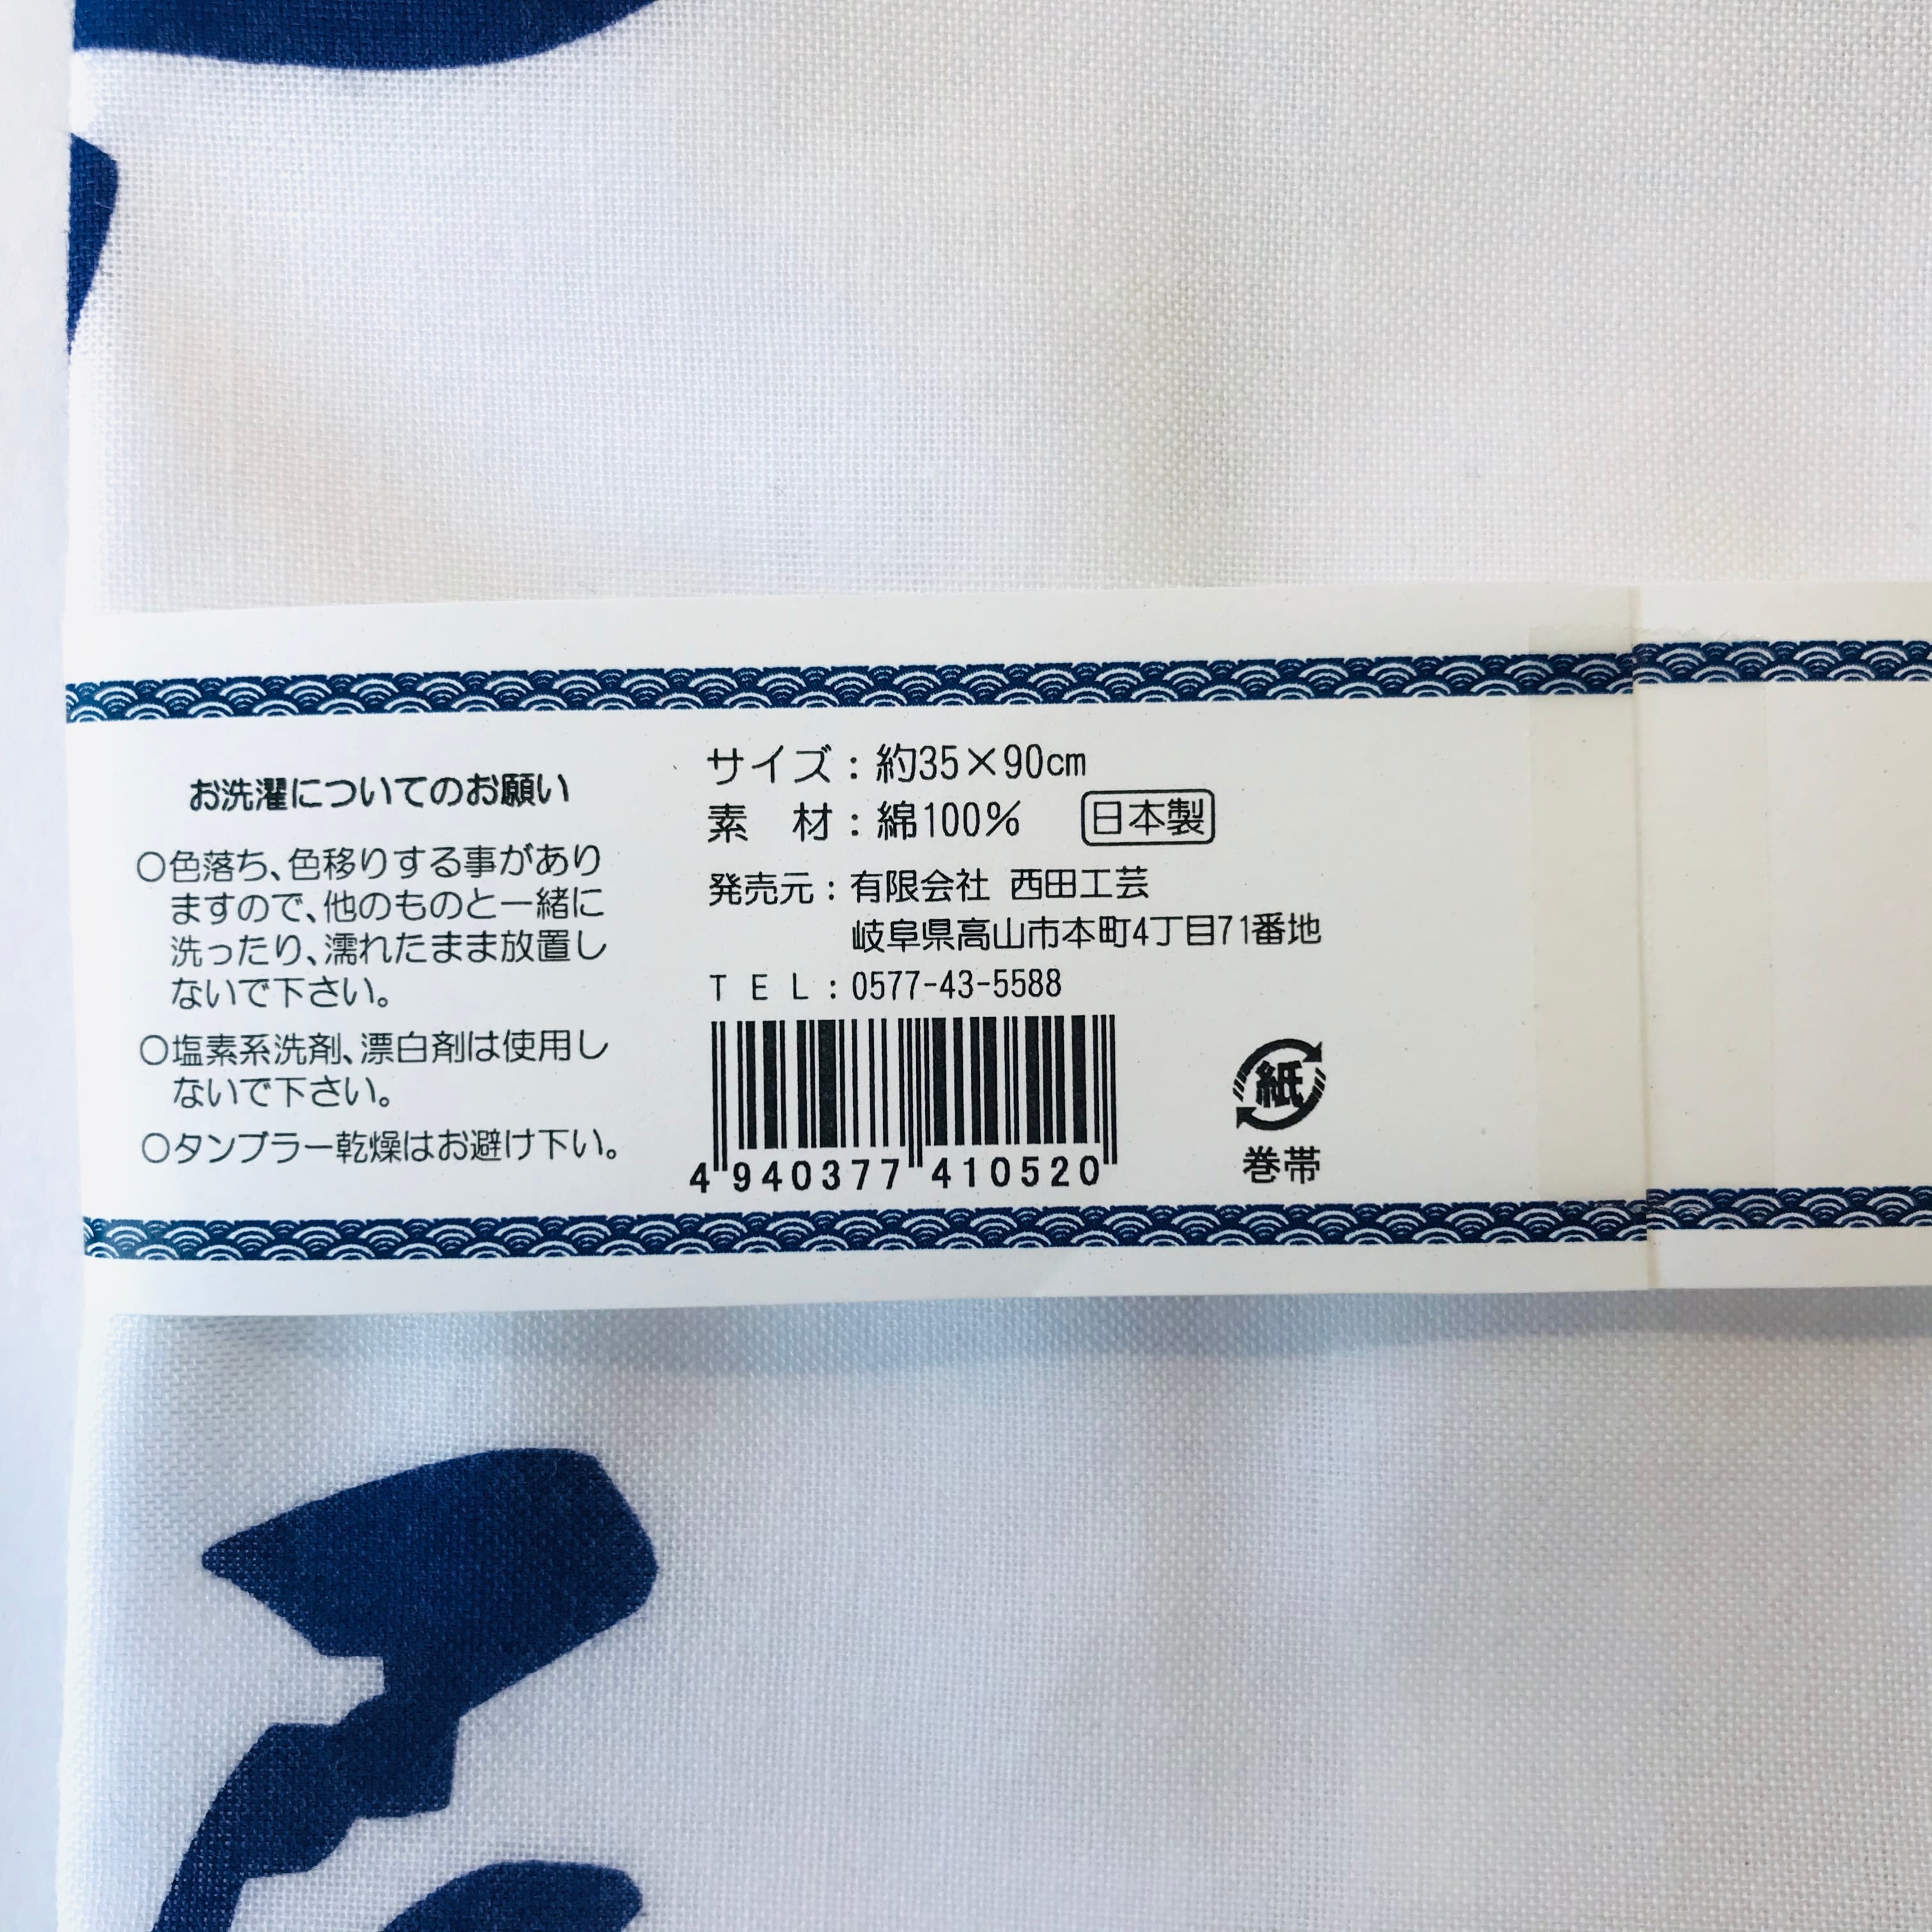 お洗濯についてのお願い
○色落ち、色移りする事があり
ますので、他のものと一緒に
洗ったり、濡れたまま放置し
ないで下さい。
○塩素系洗剤、漂白剤は使用し
ないで下さい。
○タンブラー乾燥はお避け下い。
サイズ：約35×90cm
素　材：綿100% 日本製
発売元：有限会社 西田工芸
岐阜県高山市本町4丁目71番地
ＴＥＬ：0577-43-5588
4 940377 410520
紙
巻帯